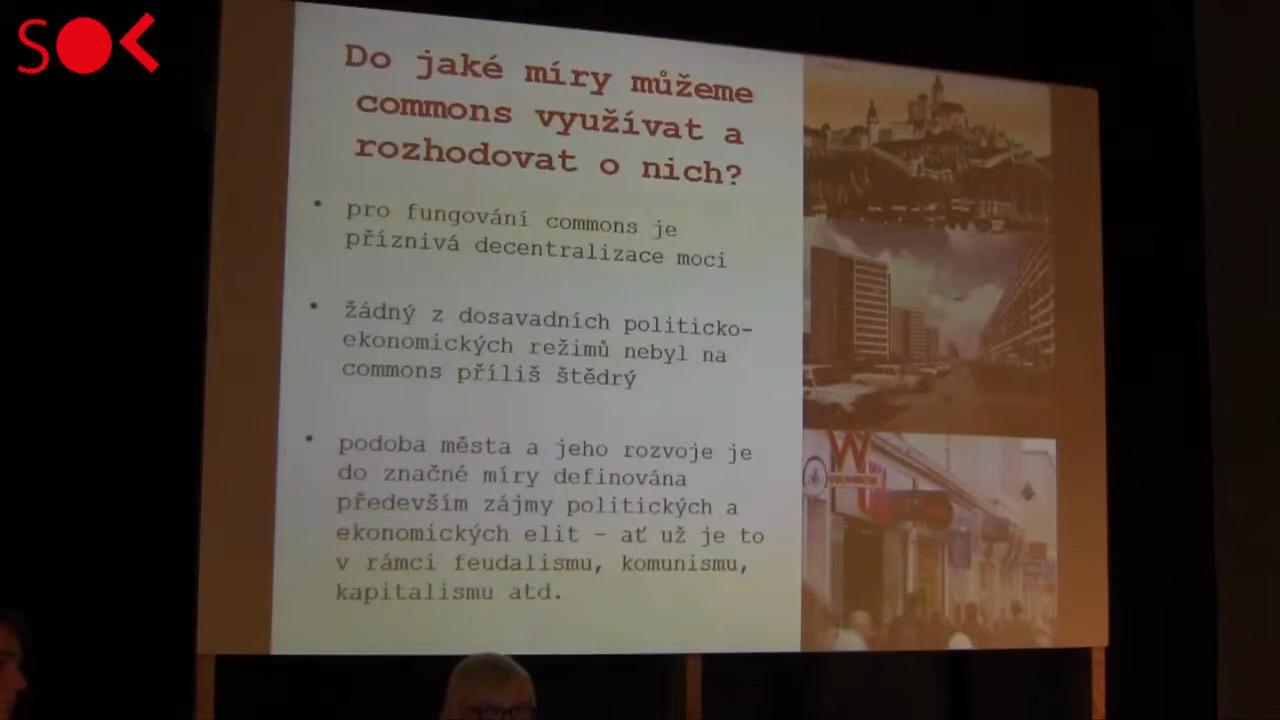 SOK
Do jaké míry můžeme
commons využívat a
rozhodovat o nich?
• pro fungování commons je
příznivá decentralizace moci
• žádný z dosavadních politicko-
ekonomických režimů nebyl na
commons příliš štědrý
• podoba města a jeho rozvoje je
do značné míry definována
především zájmy politických a
ekonomických elit – ať už je to
v rámci feudalismu, komunismu,
kapitalismu atd.